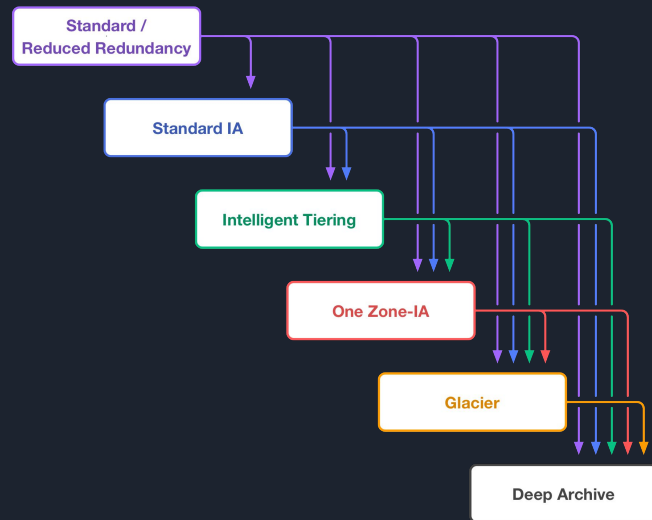 Standard /
Reduced Redundancy
Standard IA
Intelligent Tiering
One Zone-IA
Glacier
Deep Archive